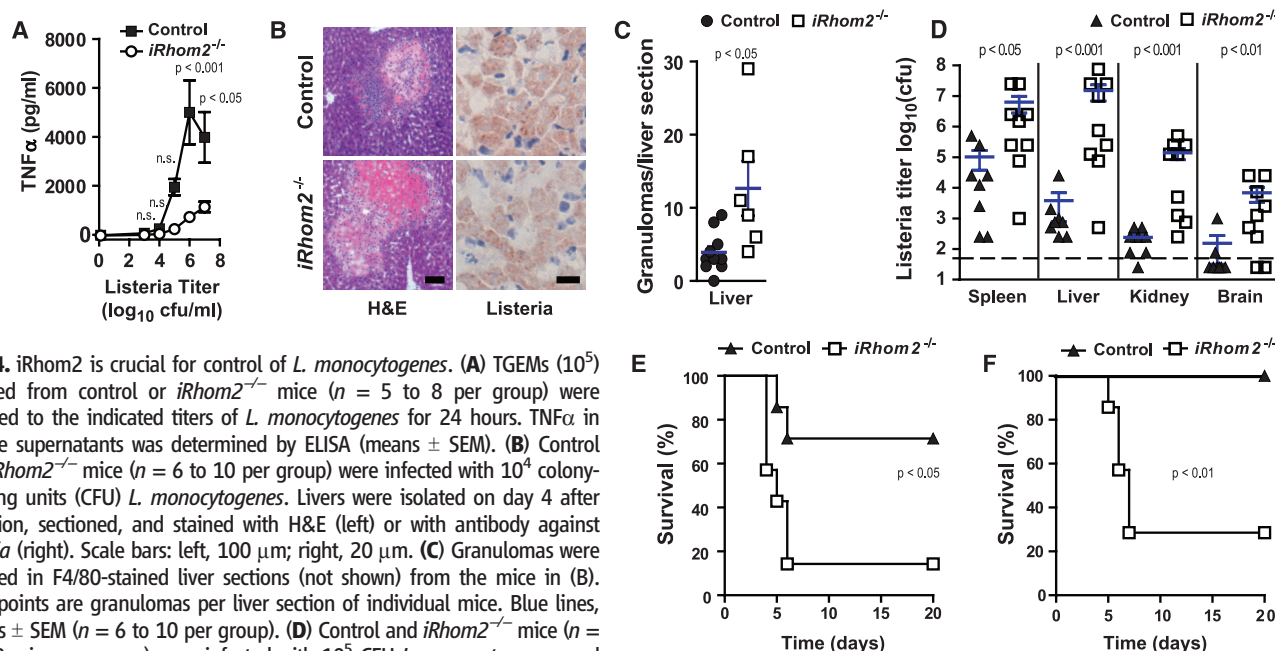 A
Control
iRhom2-/-
8000
6000
4000
2000
0
TNFα (pg/ml)
p < 0.001
p < 0.05
n.s.
n.s.
n.s.
0 2 4 6 8
Listeria Titer
(log10 cfu/ml)
B
Control
iRhom2-/-
H&E
Listeria
C
Control
iRhom2-/-
p < 0.05
30
20
10
0
Granulomas/liver section
Liver
D
Control
iRhom2-/-
p < 0.05 p < 0.001 p < 0.001 p < 0.01
8
7
6
5
4
3
2
1
Listeria titer log10(cfu)
Spleen Liver Kidney Brain
4. iRhom2 is crucial for control of L. monocytogenes. (A) TGEMs (10^5)
ed from control or iRhom2−/− mice (n = 5 to 8 per group) were
ed to the indicated titers of L. monocytogenes for 24 hours. TNFα in
e supernatants was determined by ELISA (means ± SEM). (B) Control
Rhom2−/− mice (n = 6 to 10 per group) were infected with 10^4 colony-
ng units (CFU) L. monocytogenes. Livers were isolated on day 4 after
ion, sectioned, and stained with H&E (left) or with antibody against
a (right). Scale bars: left, 100 μm; right, 20 μm. (C) Granulomas were
ed in F4/80-stained liver sections (not shown) from the mice in (B).
points are granulomas per liver section of individual mice. Blue lines,
s ± SEM (n = 6 to 10 per group). (D) Control and iRhom2−/− mice (n =
E
Control
iRhom2-/-
100
80
60
40
20
0
Survival (%)
p < 0.05
0 5 10 15 20
Time (days)
F
Control
iRhom2-/-
100
80
60
40
20
0
Survival (%)
p < 0.01
0 5 10 15 20
Time (days)